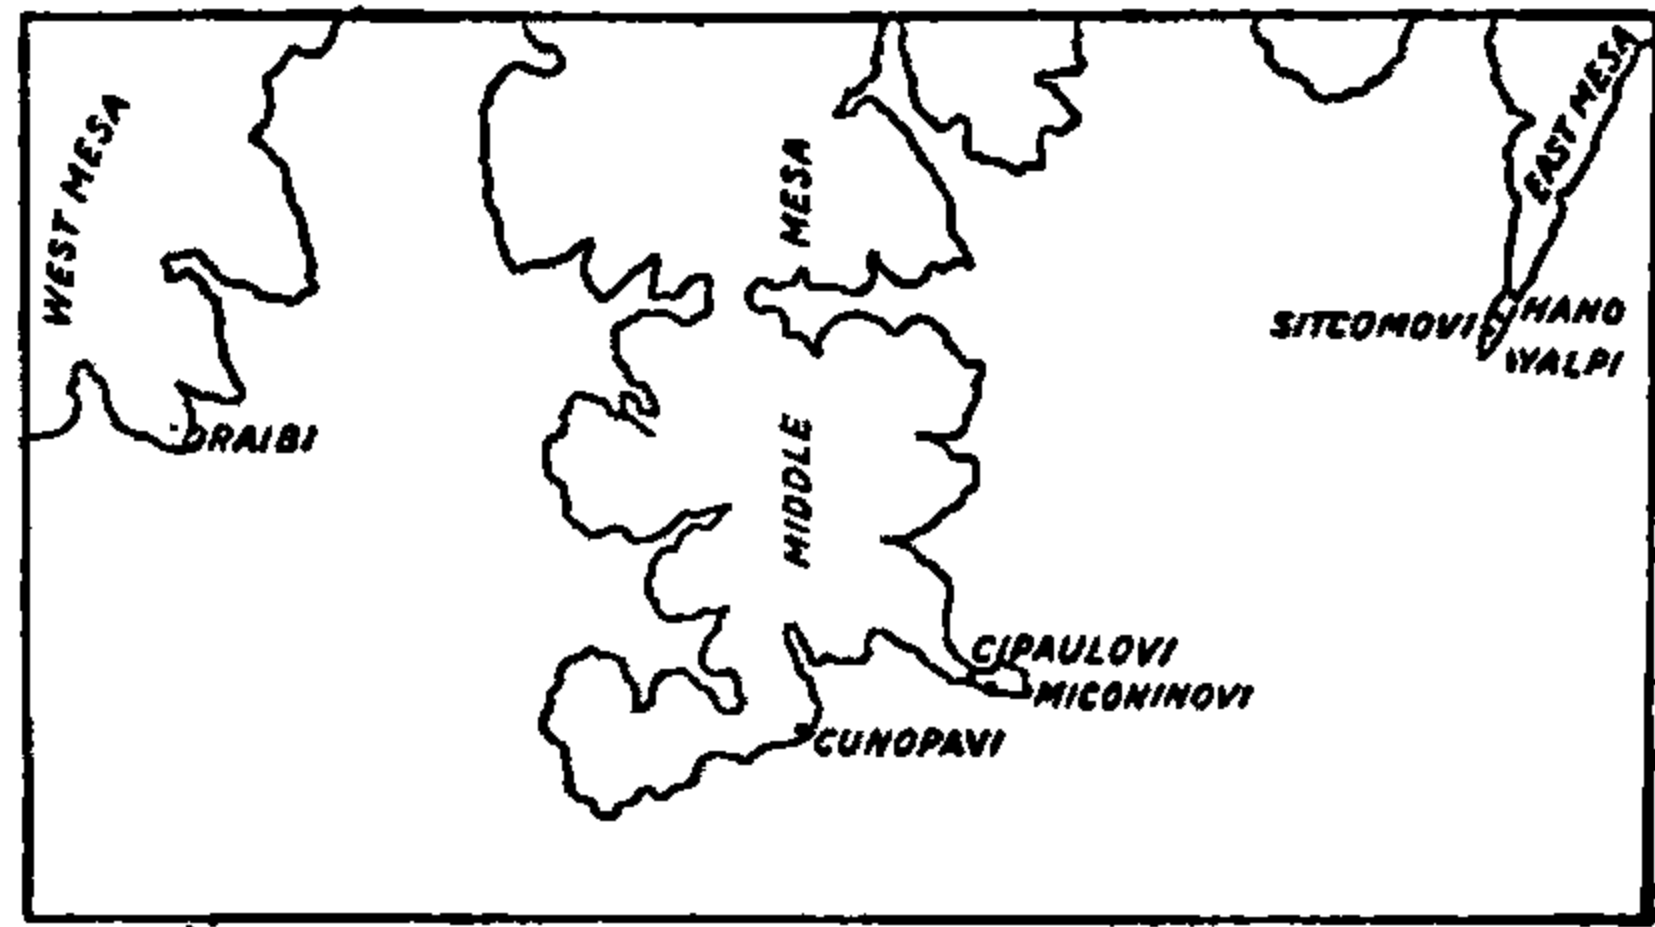 WEST MESA
MIDDLE MESA
EAST MESA
SITCOMOVI
HANO
WALPI
ORAIBI
CIPAULOVI
MICONINOVI
CUNOPAVI